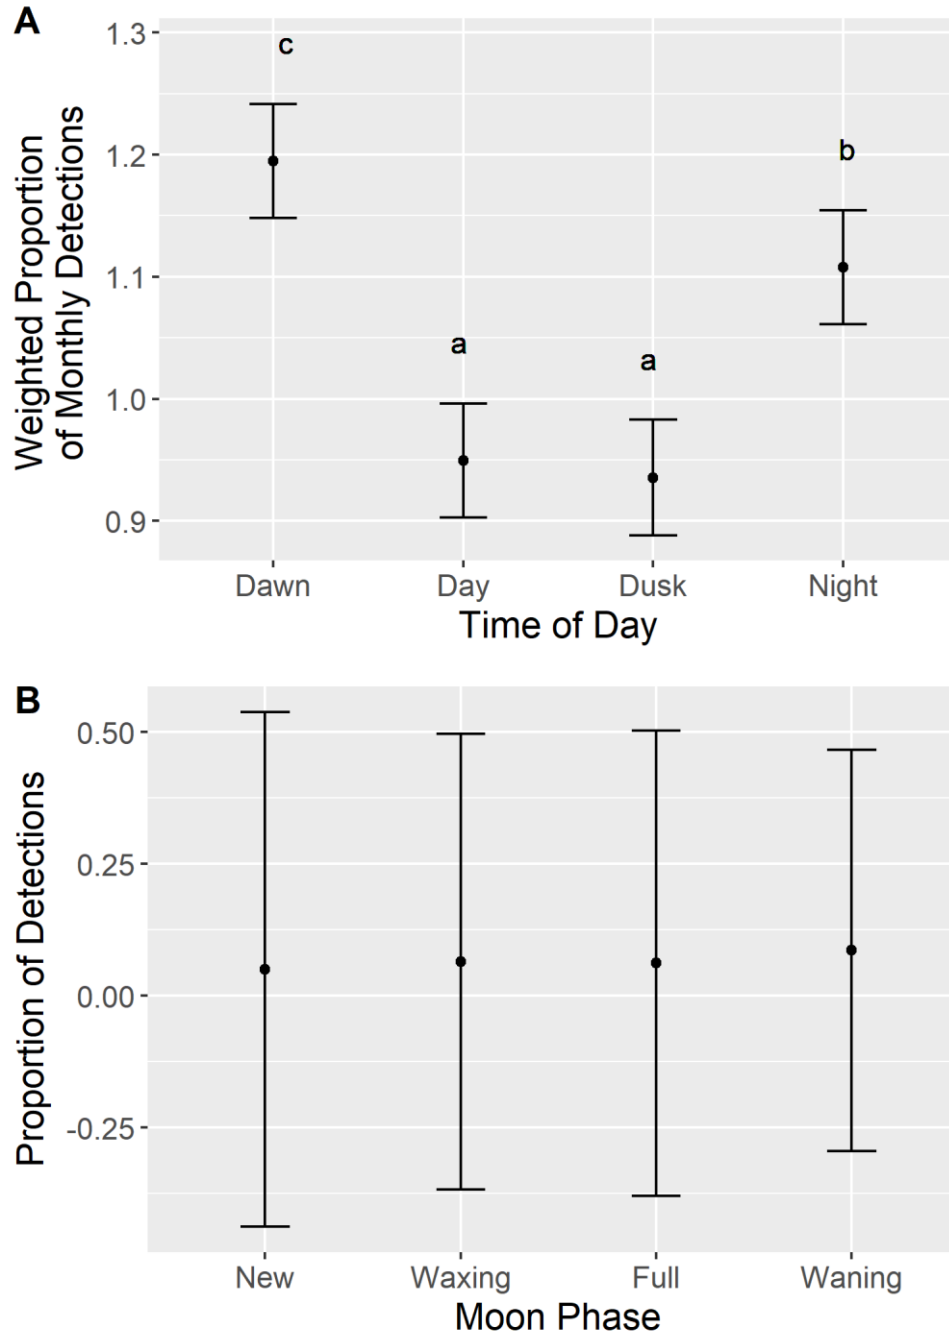 A
Weighted Proportion
of Monthly Detections
1.3
1.2
1.1
1.0
0.9
c
a
a
b
Dawn Day Dusk Night
Time of Day
B
Proportion of Detections
0.50
0.25
0.00
-0.25
New Waxing Full Waning
Moon Phase